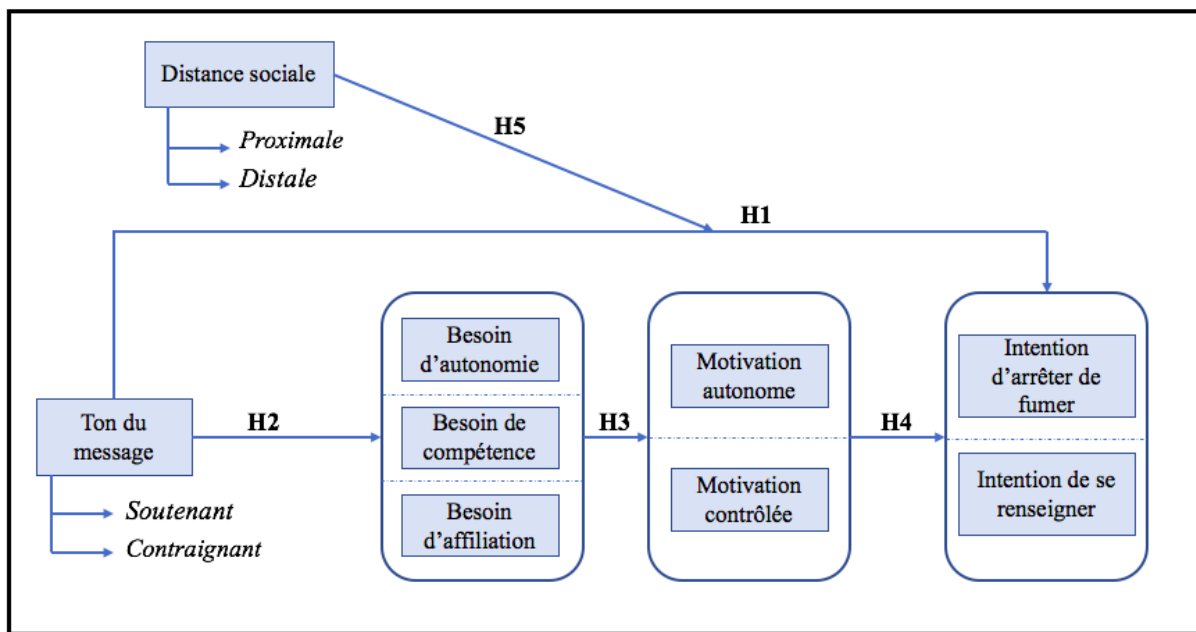 Distance sociale
H5
Proximale
Distale
H1
Besoin
d'autonomie
Motivation
autonome
Intention
d'arrêter de
fumer
Ton du
message
H2
Besoin de
compétence
H3
H4
Motivation
contrôlée
Intention de se
renseigner
Besoin
d'affiliation
Soutenant
Contraignant